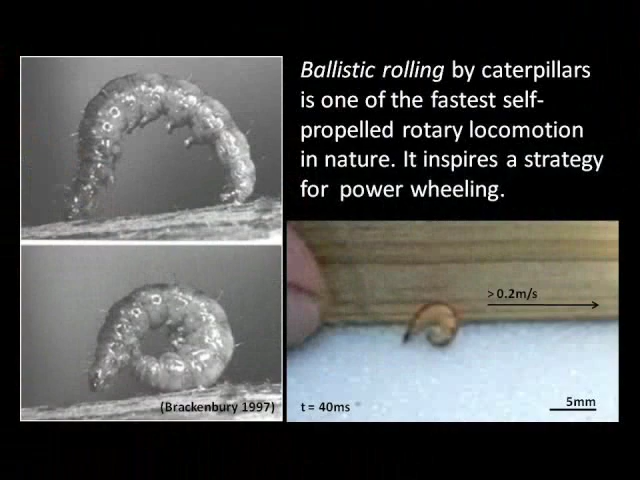 Ballistic rolling by caterpillars
is one of the fastest self-
propelled rotary locomotion
in nature. It inspires a strategy
for power wheeling.
> 0.2m/s
(Brackenbury 1997)
t = 40ms
5mm